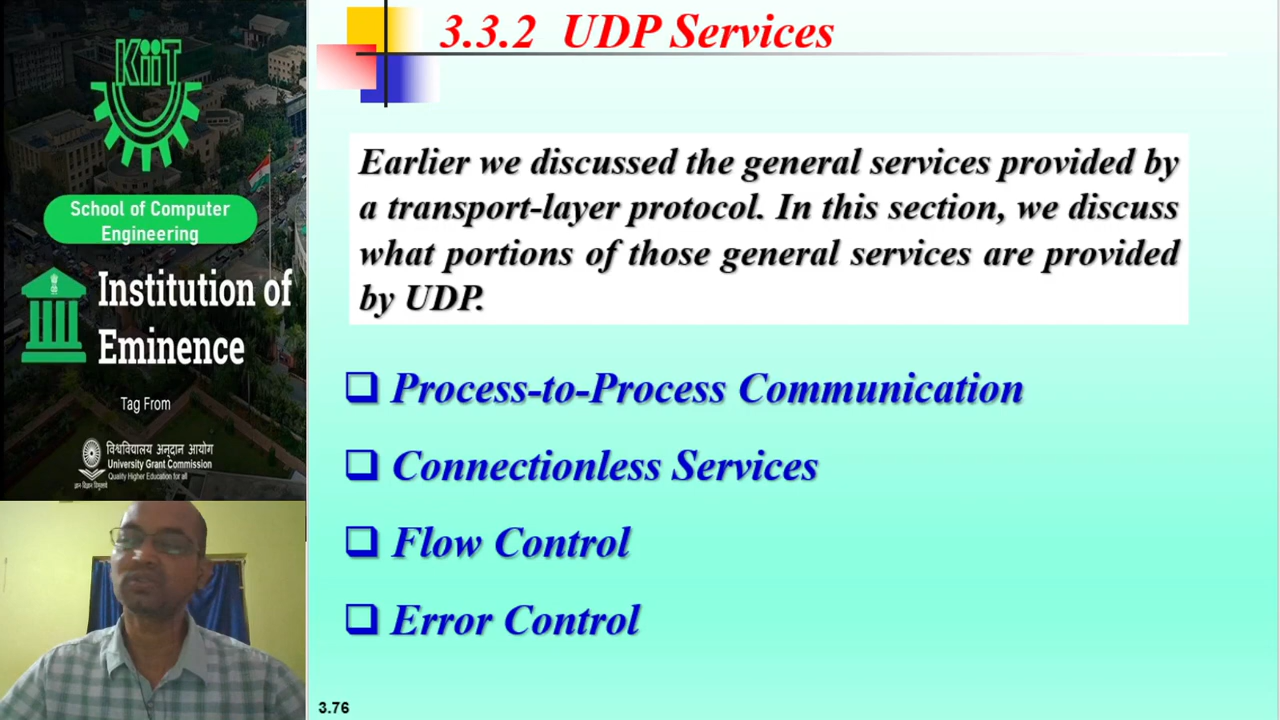 KiiT
School of Computer
Engineering
Institution of
Eminence
Tag From
विश्वविद्यालय अनुदान आयोग
University Grant Commission
Quality Higher Education for all
3.3.2 UDP Services
Earlier we discussed the general services provided by
a transport-layer protocol. In this section, we discuss
what portions of those general services are provided
by UDP.
❑ Process-to-Process Communication
❑ Connectionless Services
❑ Flow Control
❑ Error Control
3.76